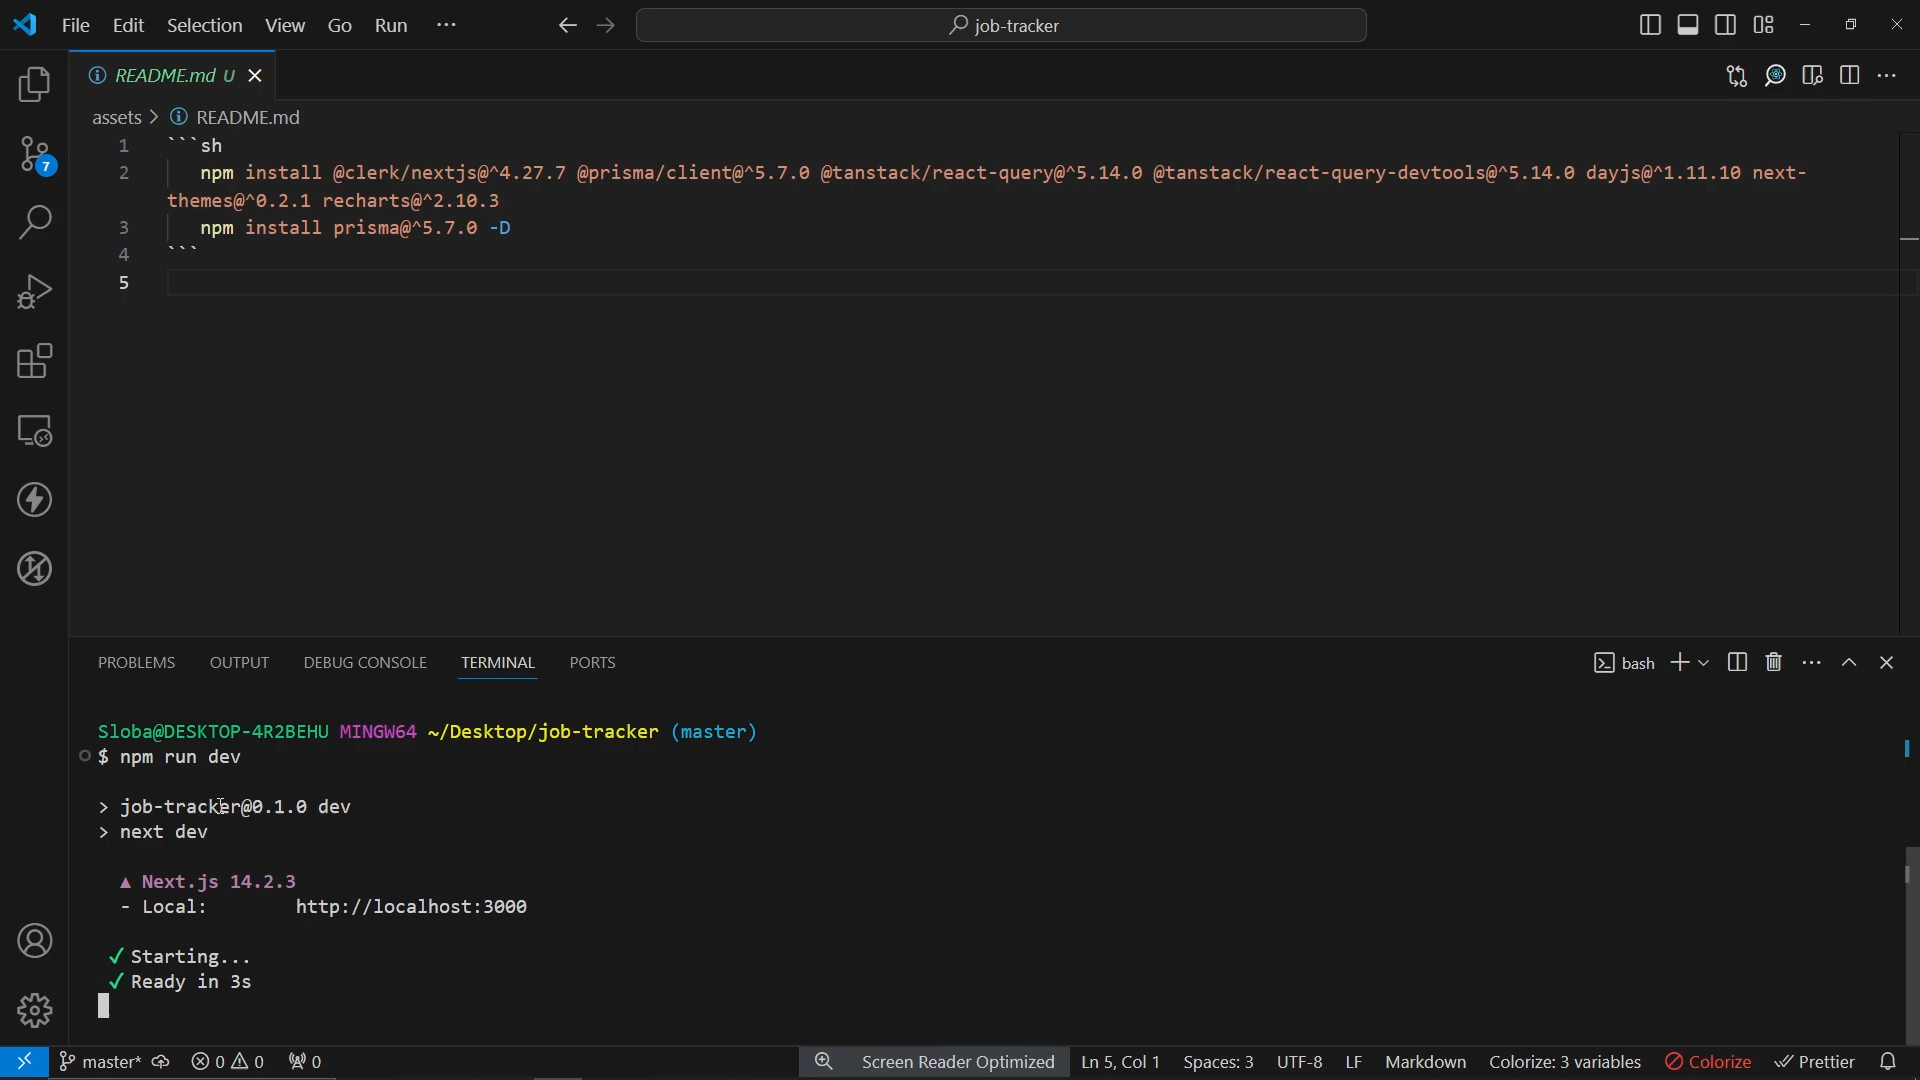 File Edit Selection View Go Run ··· job-tracker
README.md U
assets > README.md
1 ```sh
2 npm install @clerk/nextjs@^4.27.7 @prisma/client@^5.7.0 @tanstack/react-query@^5.14.0 @tanstack/react-query-devtools@^5.14.0 dayjs@^1.11.10 next-
themes@^0.2.1 recharts@^2.10.3
3 npm install prisma@^5.7.0 -D
4 ```
5
7
PROBLEMS OUTPUT DEBUG CONSOLE TERMINAL PORTS bash
Sloba@DESKTOP-4R2BEHU MINGW64 ~/Desktop/job-tracker (master)
$ npm run dev
> job-tracker@0.1.0 dev
> next dev
▲ Next.js 14.2.3
- Local: http://localhost:3000
✓ Starting...
✓ Ready in 3s
master* 0 0 0 Screen Reader Optimized Ln 5, Col 1 Spaces: 3 UTF-8 LF Markdown Colorize: 3 variables Colorize Prettier